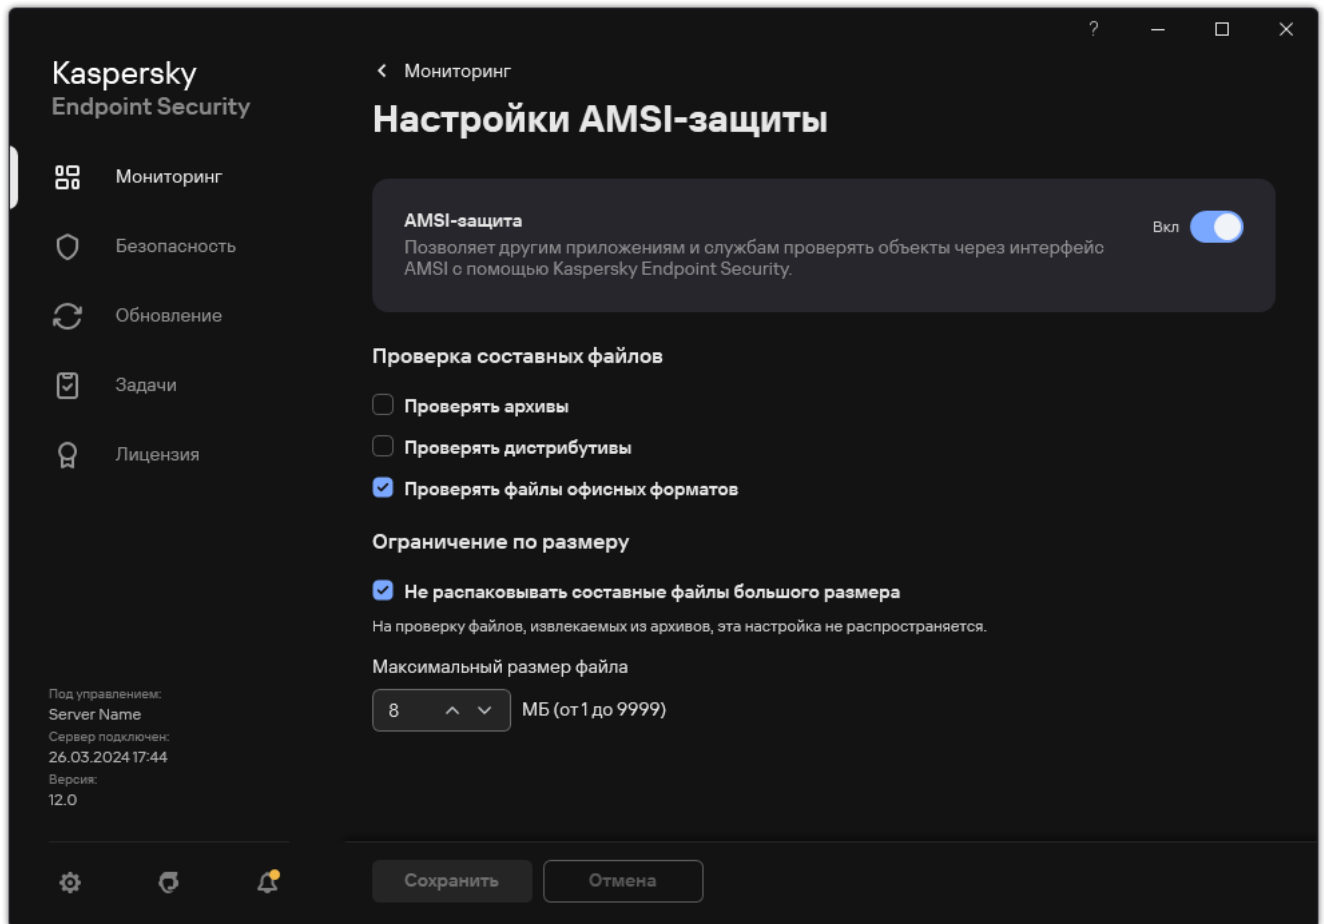 ?
Kaspersky
Endpoint Security
Мониторинг
Безопасность
Обновление
Задачи
Лицензия
Под управлением:
Server Name
Сервер подключен:
26.03.2024 17:44
Версия:
12.0
Мониторинг
Настройки AMSI-защиты
AMSI-защита
Позволяет другим приложениям и службам проверять объекты через интерфейс
AMSI с помощью Kaspersky Endpoint Security.
Вкл
Проверка составных файлов
Проверять архивы
Проверять дистрибутивы
Проверять файлы офисных форматов
Ограничение по размеру
Не распаковывать составные файлы большого размера
На проверку файлов, извлекаемых из архивов, эта настройка не распространяется.
Максимальный размер файла
8 МБ (от 1 до 9999)
Сохранить
Отмена